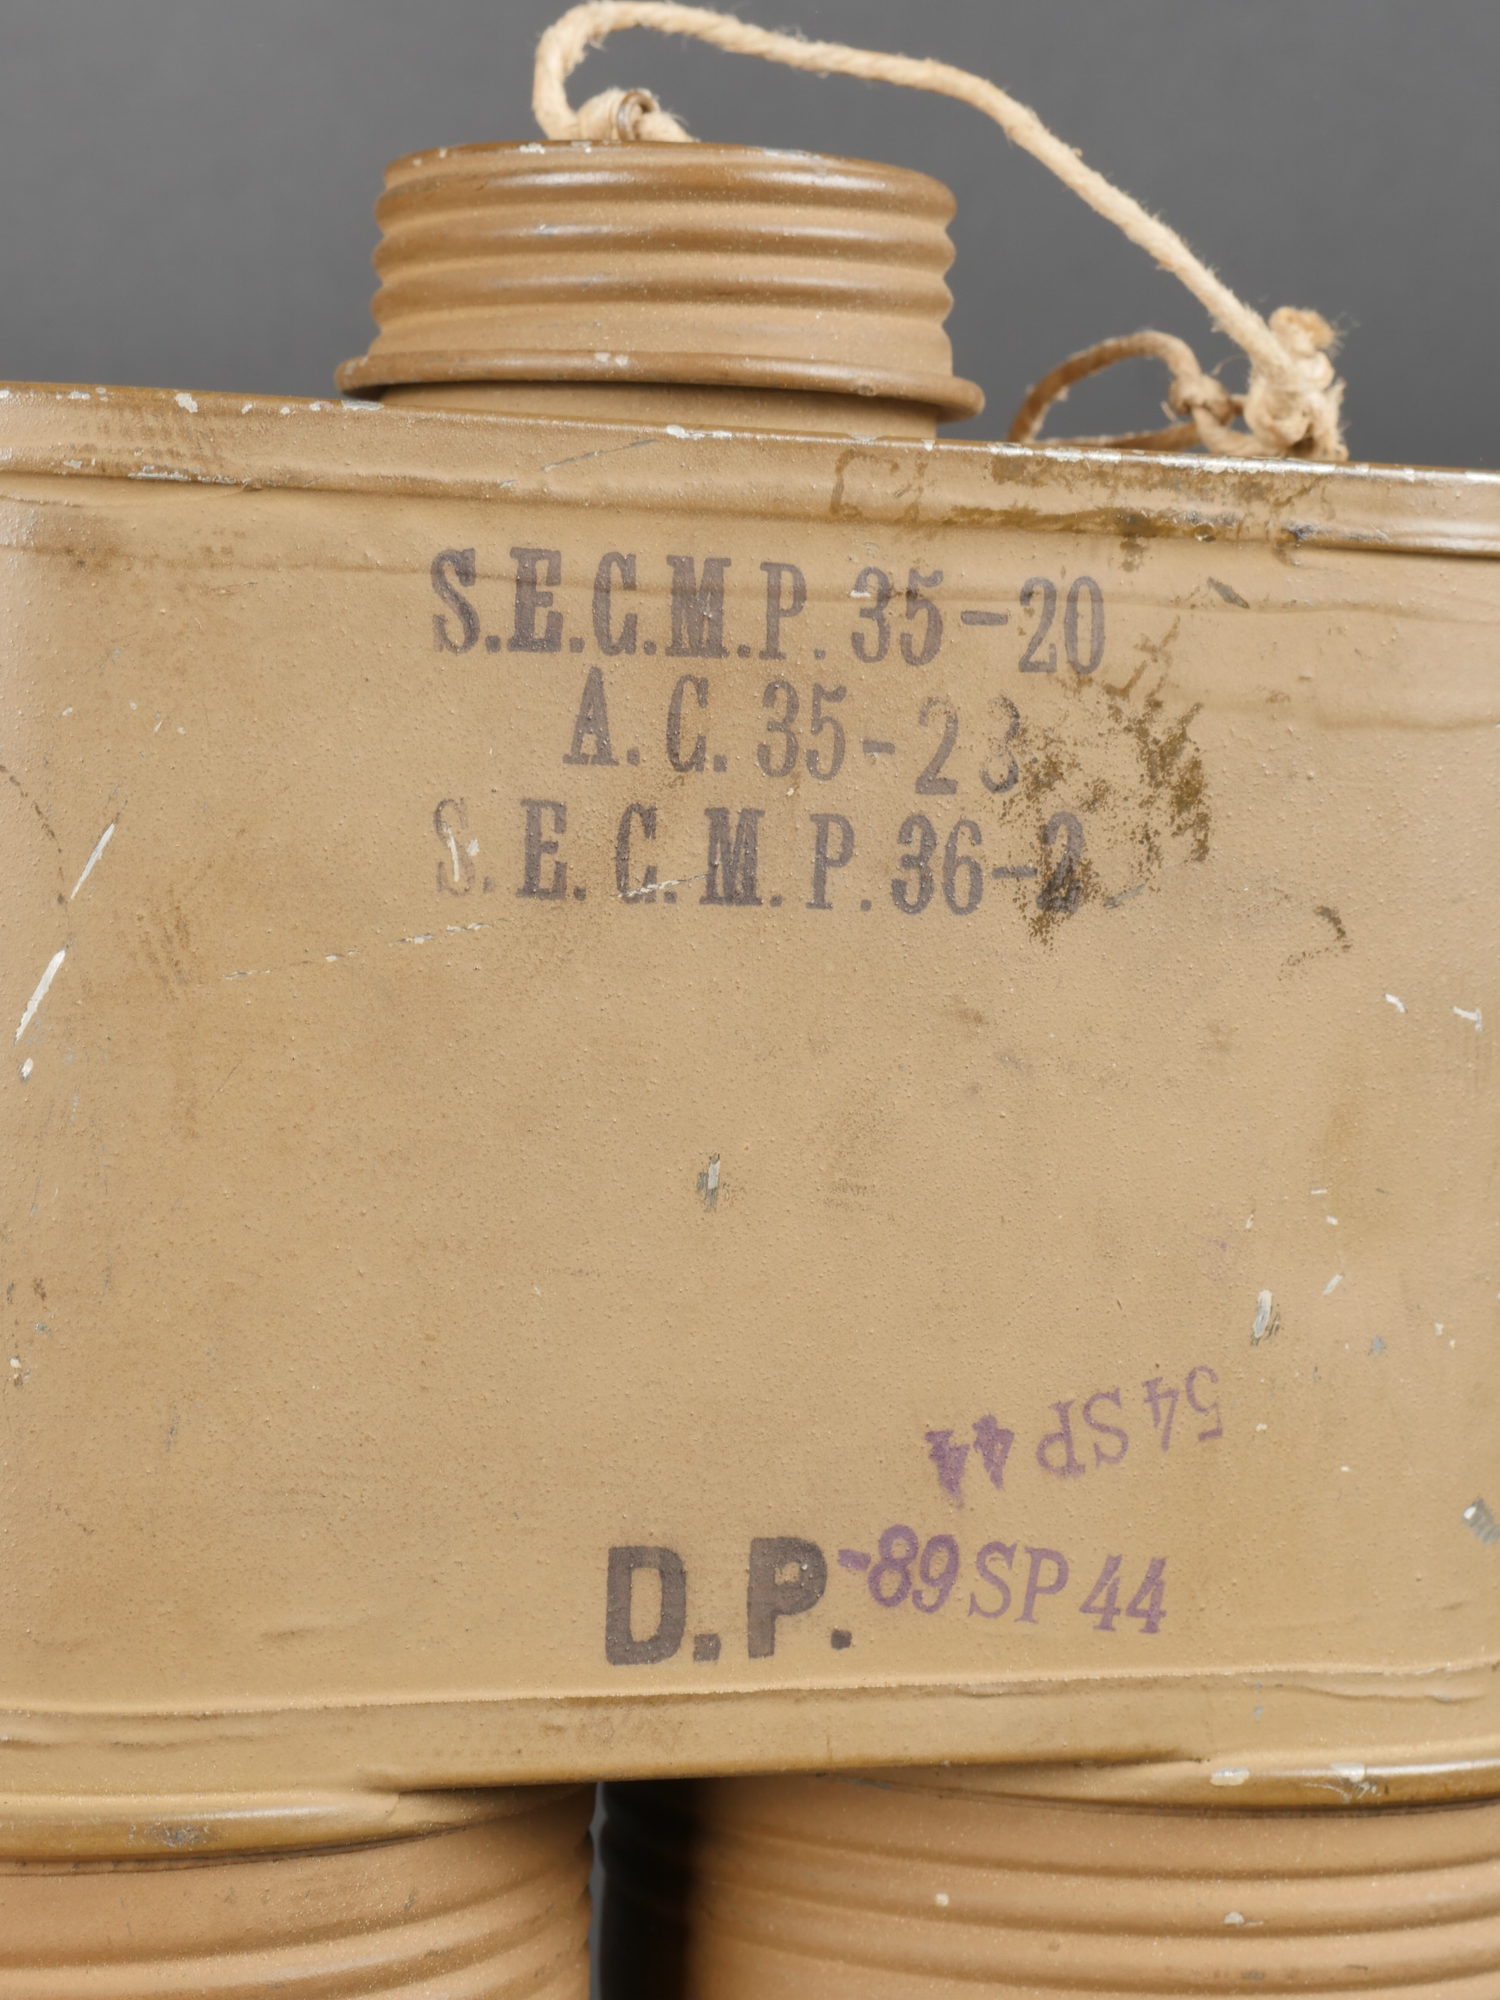 S.E.C.M.P. 35-20
A.C. 35-23
S.E.C.M.P. 36-2
54 SP 44
D.P. -89 SP 44